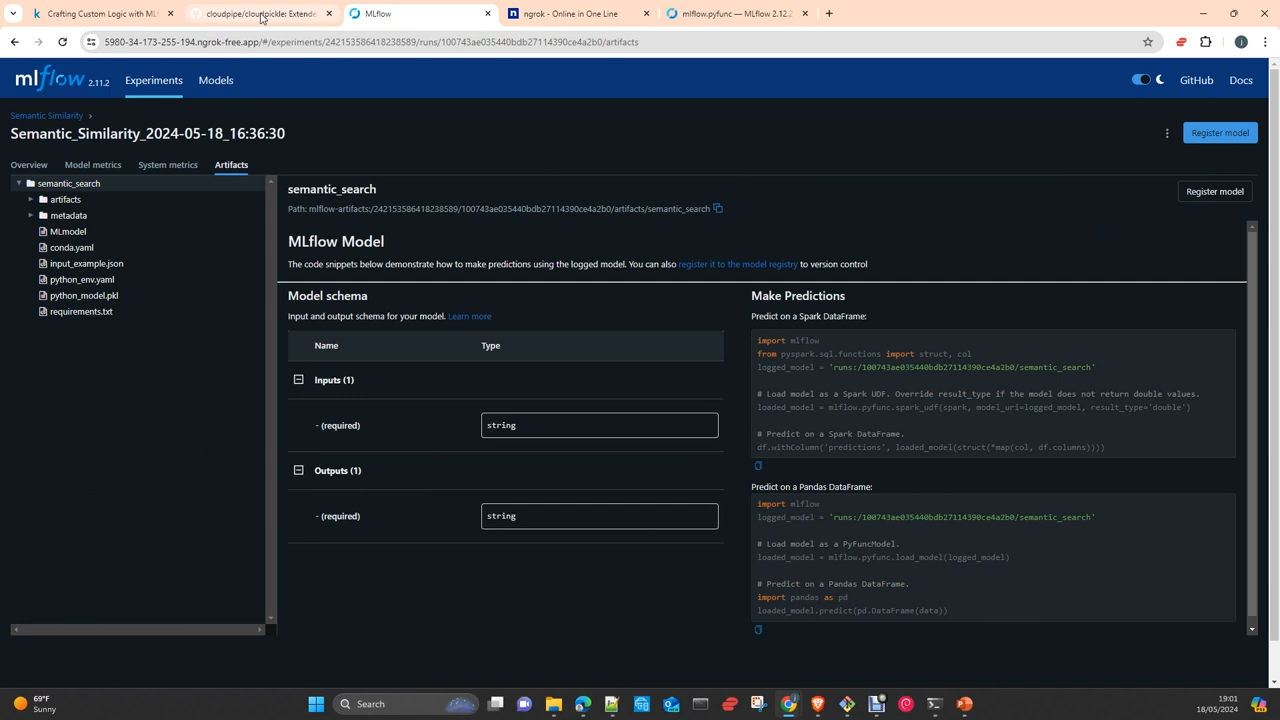 Crafting Custom Logic with ML
cloudpipe/cloudpickle: Extende
MLflow
ngrok - Online in One Line
mlflow.pyfunc — MLflow 2.12.2
5980-34-173-255-194.ngrok-free.app/#/experiments/242153586418238589/runs/100743ae035440bdb27114390ce4a2b0/artifacts
mlflow 2.11.2
Experiments
Models
GitHub
Docs
Semantic Similarity
Semantic_Similarity_2024-05-18_16:36:30
Register model
Overview
Model metrics
System metrics
Artifacts
semantic_search
artifacts
metadata
MLmodel
conda.yaml
input_example.json
python_env.yaml
python_model.pkl
requirements.txt
semantic_search
Register model
Path: mlflow-artifacts:/242153586418238589/100743ae035440bdb27114390ce4a2b0/artifacts/semantic_search
MLflow Model
The code snippets below demonstrate how to make predictions using the logged model. You can also register it to the model registry to version control
Model schema
Input and output schema for your model. Learn more
Name Type
Inputs (1)
- (required) string
Outputs (1)
- (required) string
Make Predictions
Predict on a Spark DataFrame:
import mlflow
from pyspark.sql.functions import struct, col
logged_model = 'runs:/100743ae035440bdb27114390ce4a2b0/semantic_search'
# Load model as a Spark UDF. Override result_type if the model does not return double values.
loaded_model = mlflow.pyfunc.spark_udf(spark, model_uri=logged_model, result_type='double')
# Predict on a Spark DataFrame.
df.withColumn('predictions', loaded_model(struct(*map(col, df.columns))))
Predict on a Pandas DataFrame:
import mlflow
logged_model = 'runs:/100743ae035440bdb27114390ce4a2b0/semantic_search'
# Load model as a PyFuncModel.
loaded_model = mlflow.pyfunc.load_model(logged_model)
# Predict on a Pandas DataFrame.
import pandas as pd
loaded_model.predict(pd.DataFrame(data))
69°F
Sunny
Search
19:01
18/05/2024